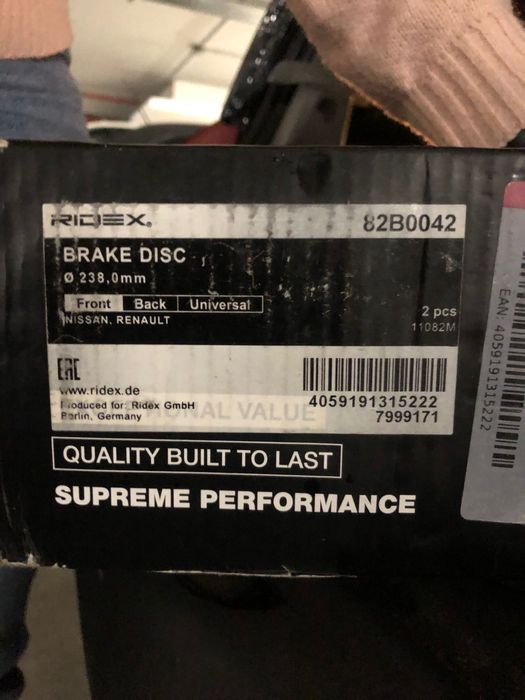 RIDEX.
82B0042
BRAKE DISC
Ø 238,0mm
Front Back Universal
NISSAN, RENAULT
2 pcs
11082M
EAC
www.ridex.de
Produced for: Ridex GmbH
Berlin, Germany
4059191315222
7999171
VALUE
QUALITY BUILT TO LAST
SUPREME PERFORMANCE
EAN: 4059191315222